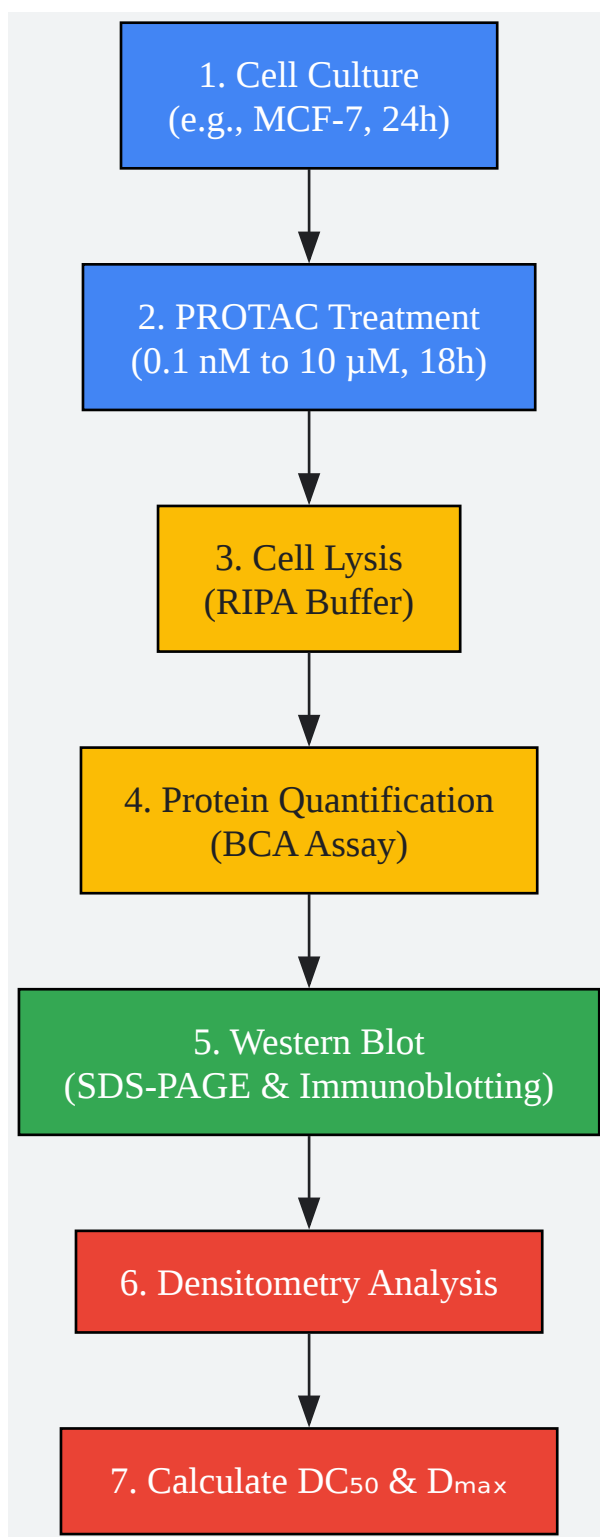 1. Cell Culture
(e.g., MCF-7, 24h)
2. PROTAC Treatment
(0.1 nM to 10 µM, 18h)
3. Cell Lysis
(RIPA Buffer)
4. Protein Quantification
(BCA Assay)
5. Western Blot
(SDS-PAGE & Immunoblotting)
6. Densitometry Analysis
7. Calculate DC₅₀ & Dₘₐₓ